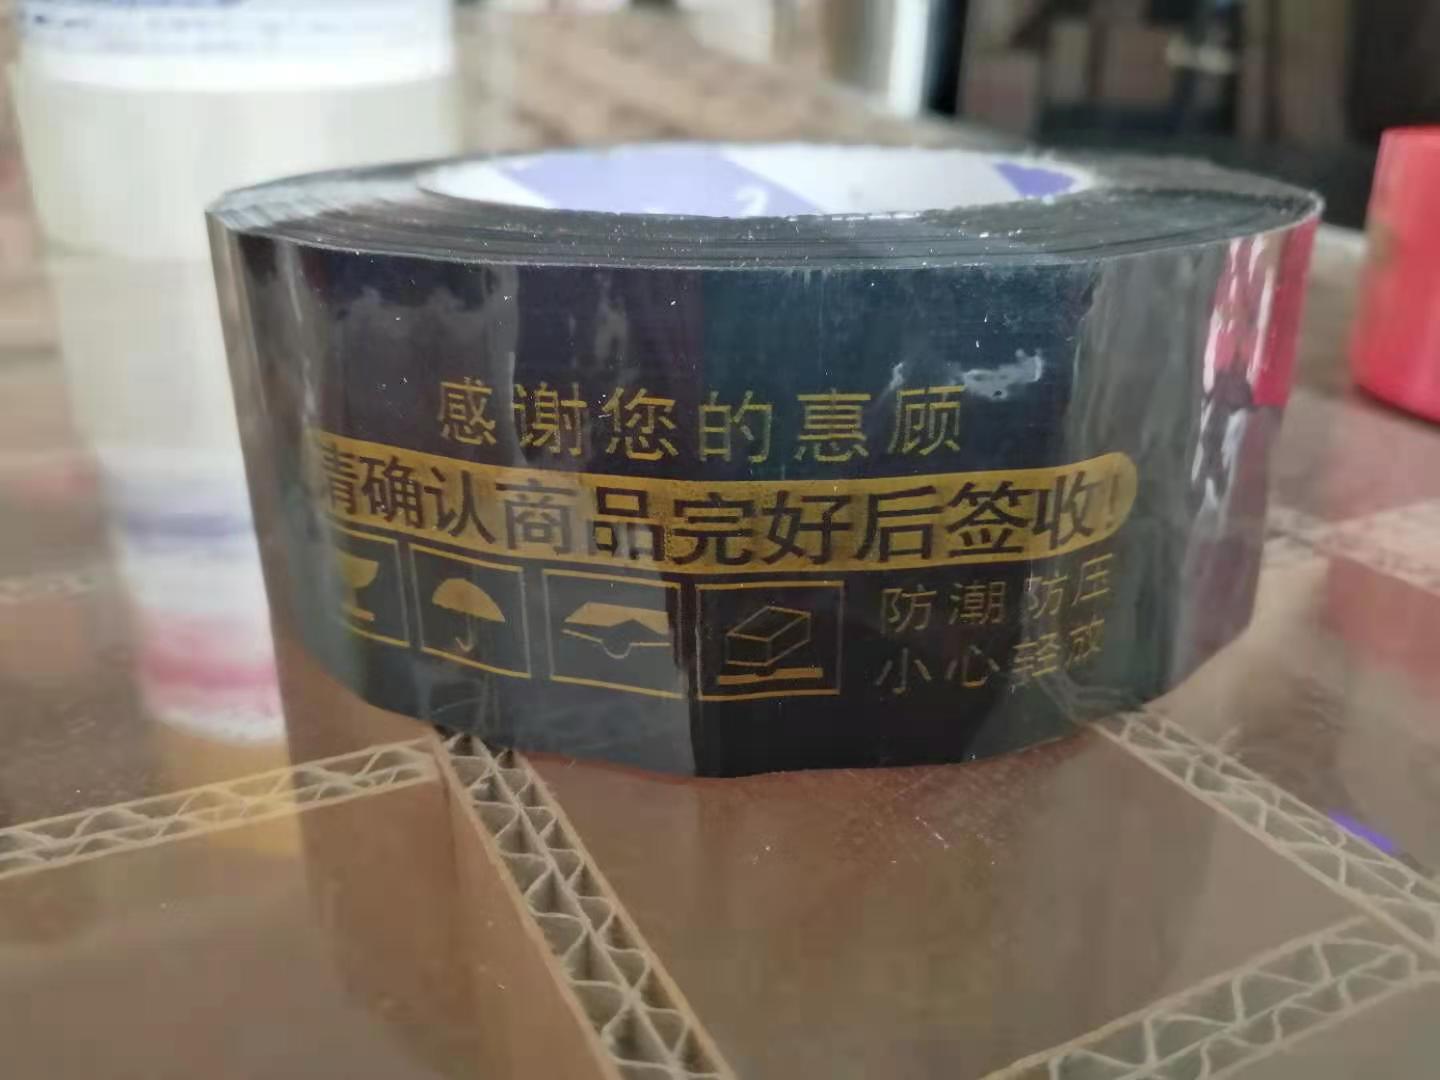 感谢您的惠顾
请确认商品完好后签收!
防潮防压
小心轻放